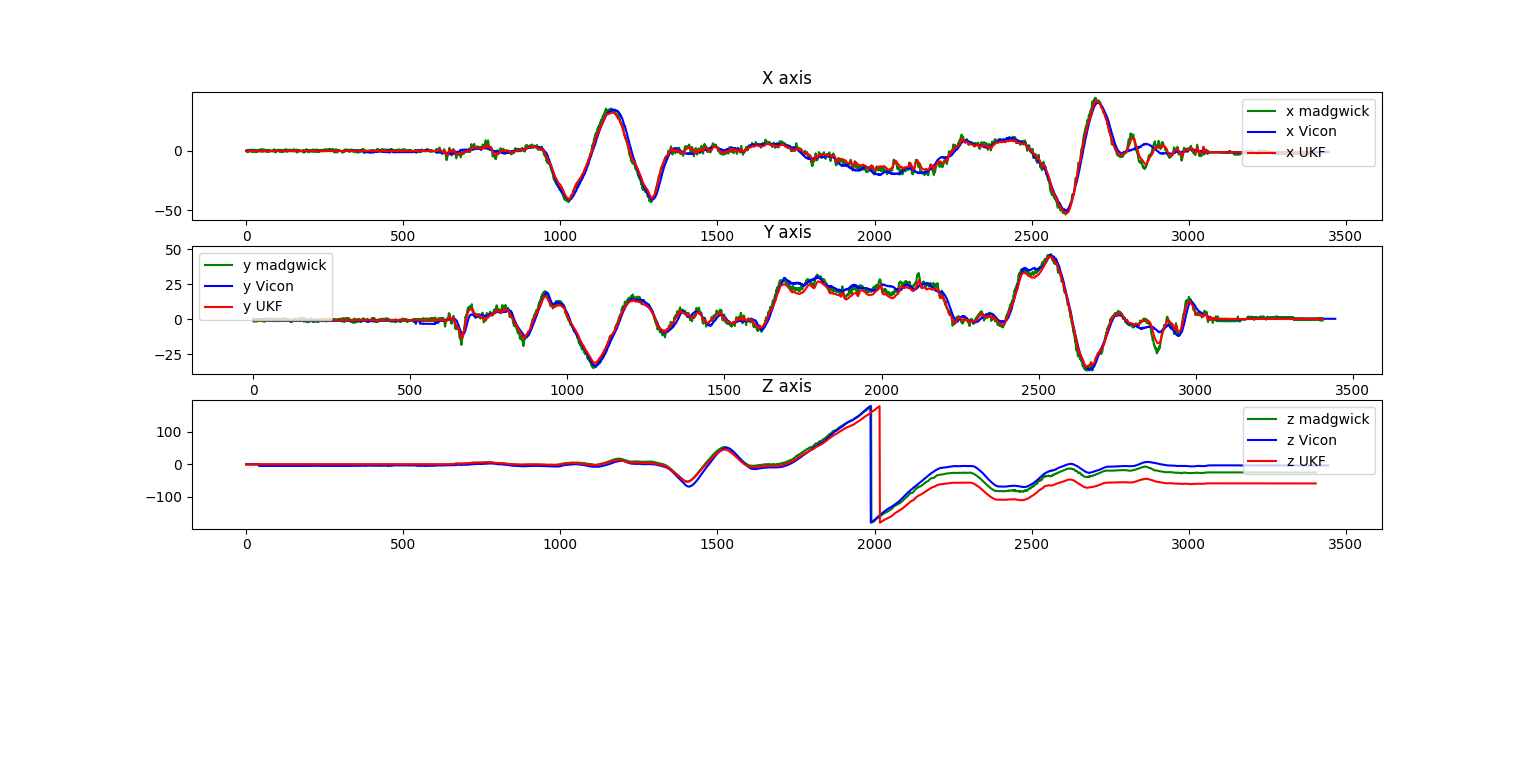 X axis
0
−50
x madgwick
x Vicon
x UKF
0 500 1000 1500 2000 2500 3000 3500
Y axis
50
25
0
−25
y madgwick
y Vicon
y UKF
0 500 1000 1500 2000 2500 3000 3500
Z axis
100
0
−100
z madgwick
z Vicon
z UKF
0 500 1000 1500 2000 2500 3000 3500